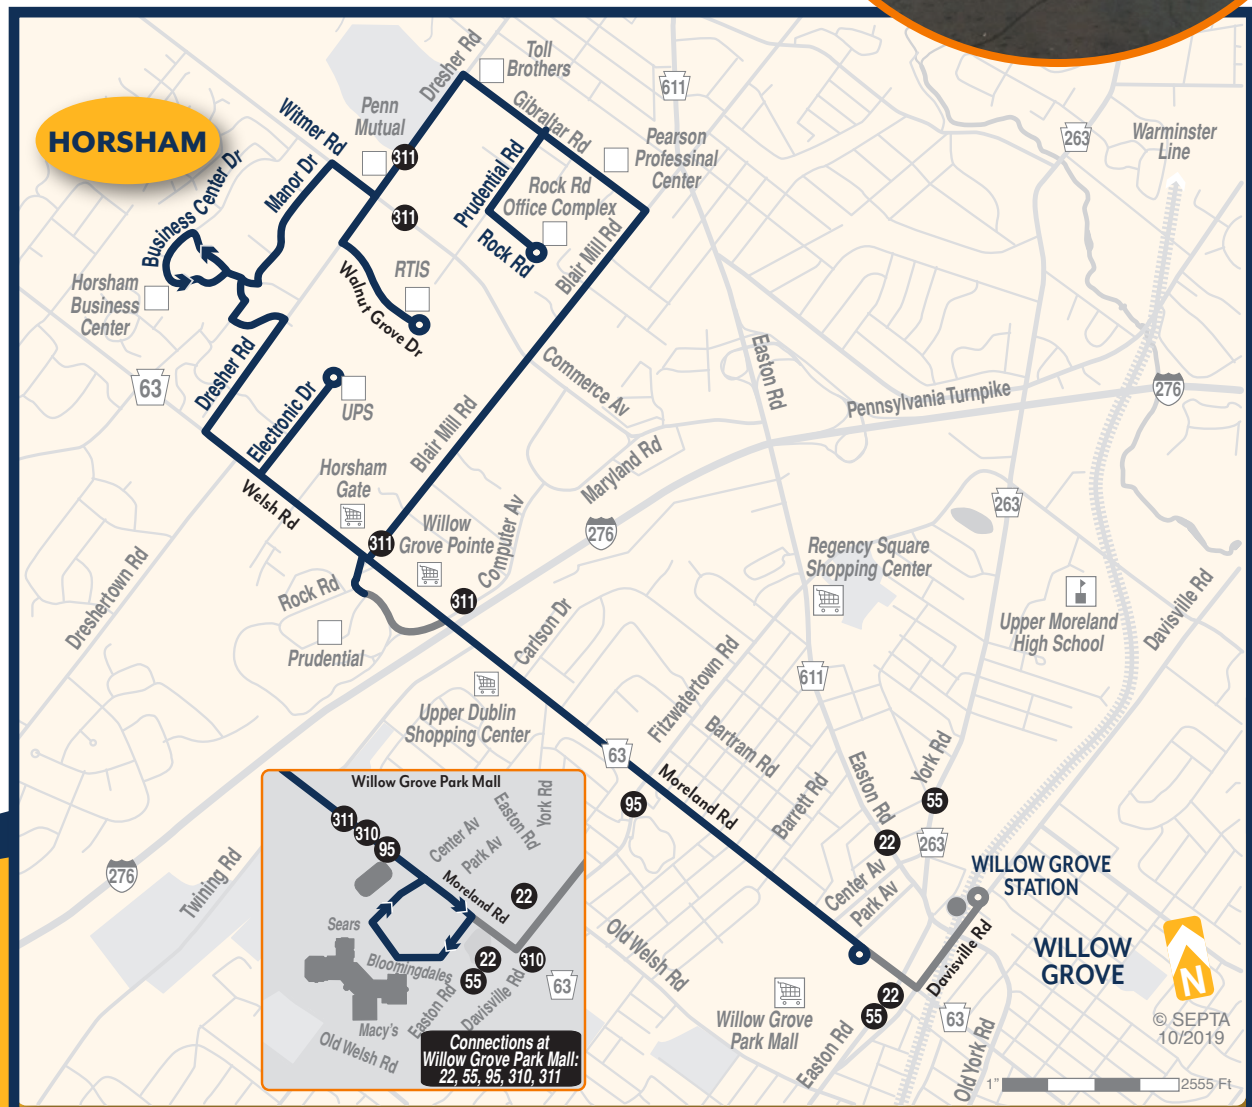 HORSHAM
Dresher Rd
Toll
Brothers
611
263
Warminster
Line
Witmer Rd
Penn
Mutual
311
Gibraltar Rd
Pearson
Professinal
Center
Business Center Dr
Manor Dr
311
Prudential Rd
Rock Rd
Office Complex
Rock Rd
Blair Mill Rd
Horsham
Business
Center
RTIS
Walnut Grove Dr
63
Dresher Rd
Electronic Dr
UPS
Blair Mill Rd
Commerce Av
Easton Rd
Pennsylvania Turnpike
276
Welsh Rd
Horsham
Gate
311
Willow
Grove Pointe
Computer Av
Maryland Rd
276
263
Regency Square
Shopping Center
Upper Moreland
High School
Davisville Rd
Dreshertown Rd
Rock Rd
311
Prudential
Carlson Dr
Upper Dublin
Shopping Center
Fitzwatertown Rd
611
63
Bartram Rd
Moreland Rd
Barrett Rd
Easton Rd
York Rd
95
55
22
263
Center Av
Park Av
WILLOW GROVE
STATION
Old Welsh Rd
Davisville Rd
WILLOW
GROVE
N
22
55
63
Willow Grove
Park Mall
Easton Rd
Old York Rd
© SEPTA
10/2019
1"
2555 Ft
276
Twining Rd
Willow Grove Park Mall
311
310
95
Center Av
Park Av
Easton Rd
York Rd
Moreland Rd
22
Sears
Bloomingdales
22
310
55
63
Macy's
Easton Rd
Davisville Rd
Old Welsh Rd
Connections at
Willow Grove Park Mall:
22, 55, 95, 310, 311